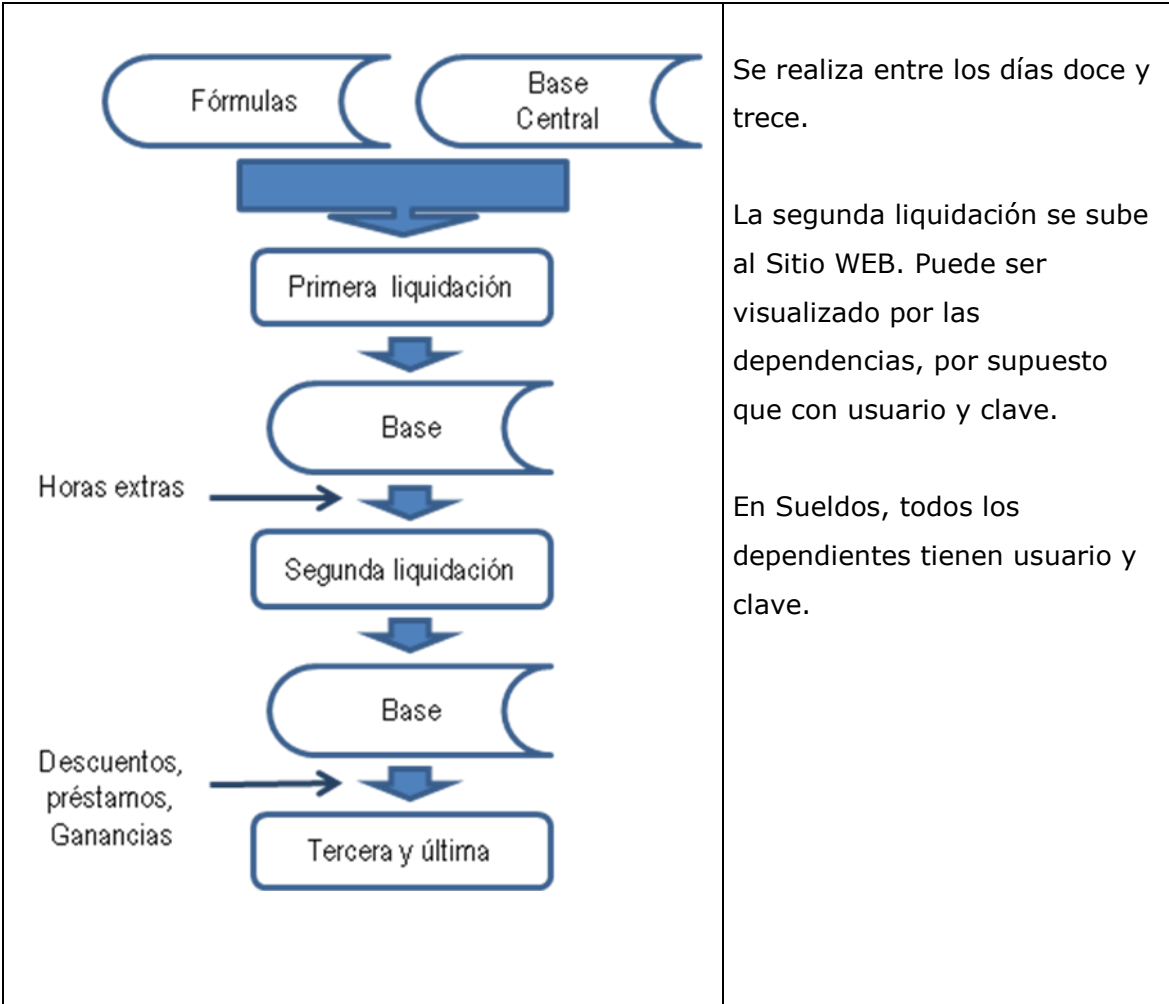 Fórmulas
Base
Central
Primera liquidación
Base
Horas extras
Segunda liquidación
Base
Descuentos,
préstamos,
Ganancias
Tercera y última
Se realiza entre los días doce y
trece.
La segunda liquidación se sube
al Sitio WEB. Puede ser
visualizado por las
dependencias, por supuesto
que con usuario y clave.
En Sueldos, todos los
dependientes tienen usuario y
clave.